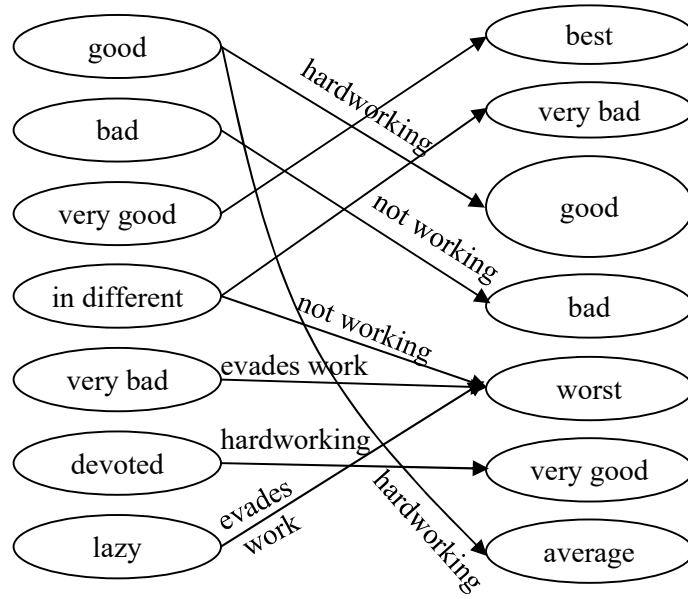 good
bad
very good
in different
very bad
devoted
lazy
hardworking
not working
not working
evades work
hardworking
evades
work
hardworking
best
very bad
good
bad
worst
very good
average